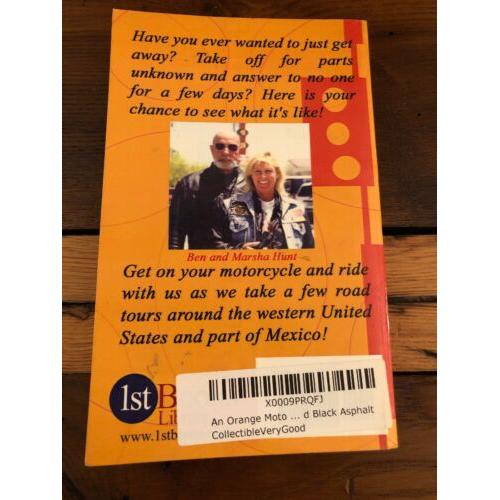 Have you ever wanted to just get
away? Take off for parts
unknown and answer to no one
for a few days? Here is your
chance to see what it's like!
Ben and Marsha Hunt
Get on your motorcycle and ride
with us as we take a few road
tours around the western United
States and part of Mexico!
1st B
Lib
www.1stb
X0009PRQFJ
An Orange Moto ... d Black Asphalt
CollectibleVeryGood